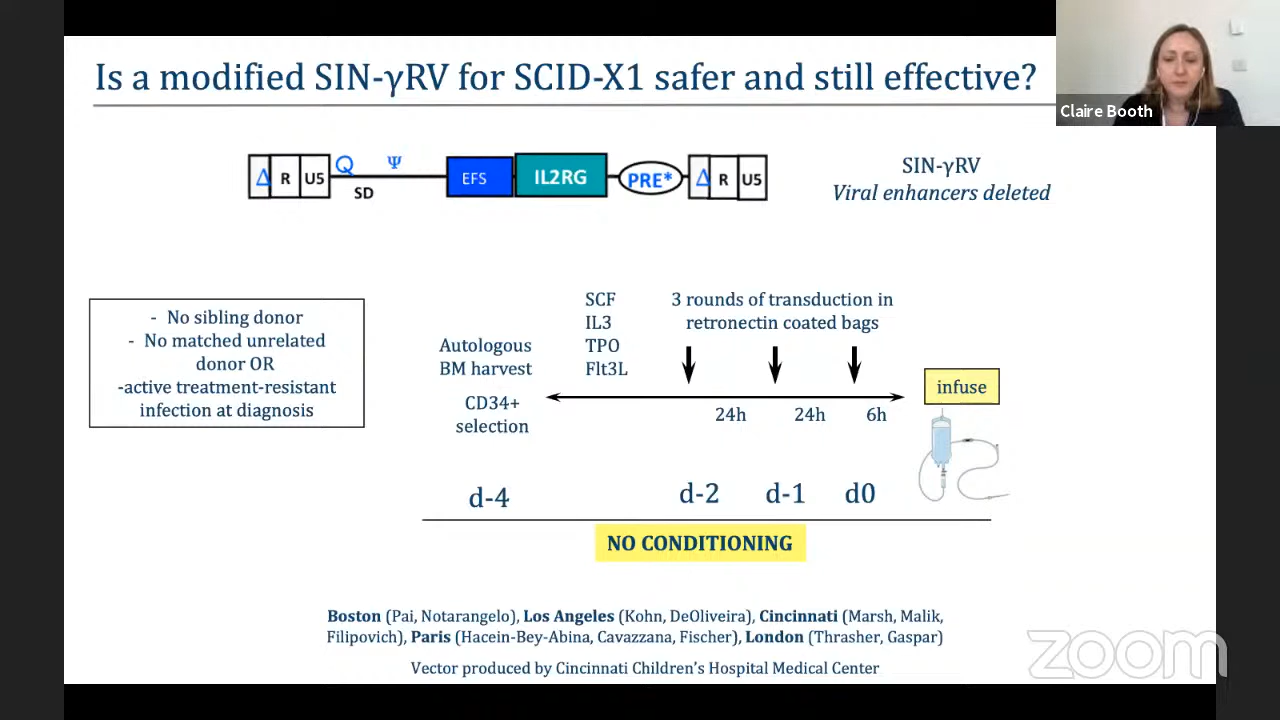 Is a modified SIN-γRV for SCID-X1 safer and still effective?
Claire Booth
Δ R U5 Q Ψ SD EFS IL2RG PRE* Δ R U5
SIN-γRV
Viral enhancers deleted
- No sibling donor
- No matched unrelated
donor OR
-active treatment-resistant
infection at diagnosis
Autologous
BM harvest
CD34+
selection
SCF
IL3
TPO
Flt3L
3 rounds of transduction in
retronectin coated bags
24h 24h 6h
infuse
d-4 d-2 d-1 d0
NO CONDITIONING
Boston (Pai, Notarangelo), Los Angeles (Kohn, DeOliveira), Cincinnati (Marsh, Malik,
Filipovich), Paris (Hacein-Bey-Abina, Cavazzana, Fischer), London (Thrasher, Gaspar)
Vector produced by Cincinnati Children's Hospital Medical Center
zoom